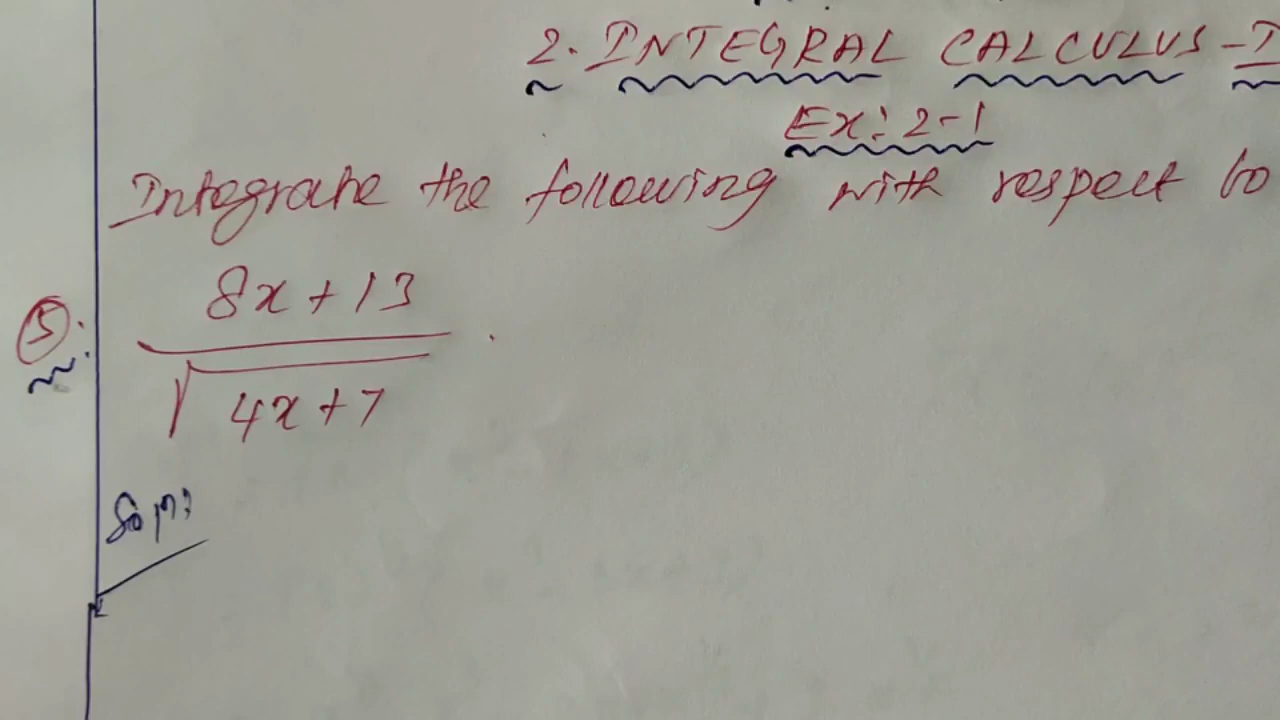 2. INTEGRAL CALCULUS - I
Ex: 2-1
Integrate the following with respect to
5. 8x + 13
√4x + 7
Soln: